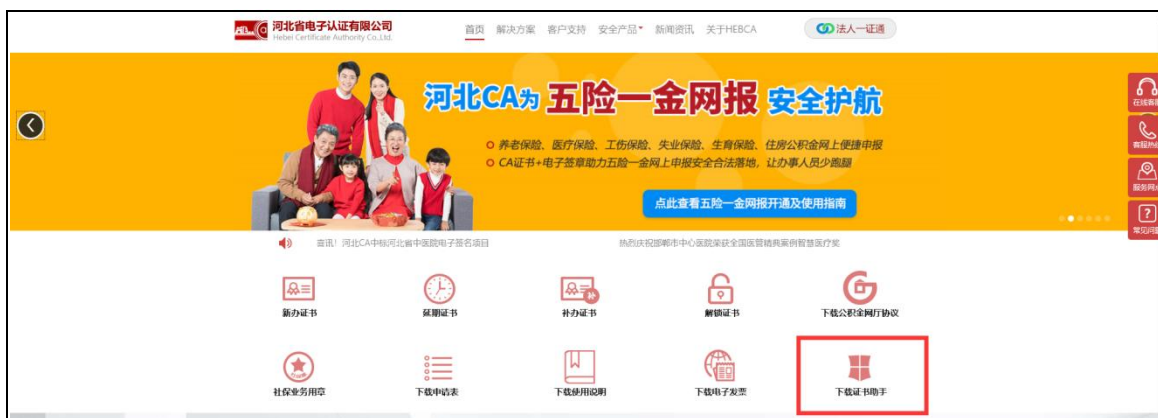 河北省电子认证有限公司
Hebei Certificate Authority Co.,Ltd.
首页 解决方案 客户支持 安全产品 新闻资讯 关于HEBCA 法人一证通
河北CA为 五险一金网报 安全护航
养老保险、医疗保险、工伤保险、失业保险、生育保险、住房公积金网上便捷申报
CA证书+电子签章助力五险一金网上申报安全合法落地，让办事人员少跑腿
点此查看五险一金网报开通及使用指南
在线客服
客服热线
服务网点
常见问题
喜讯！河北CA中标河北省中医院电子签名项目 热烈庆祝邯郸市中心医院荣获全国医管精典案例智慧医疗奖
新办证书 延期证书 补办证书 解锁证书 下载公积金网厅协议
社保业务用章 下载申请表 下载使用说明 下载电子发票 下载证书助手